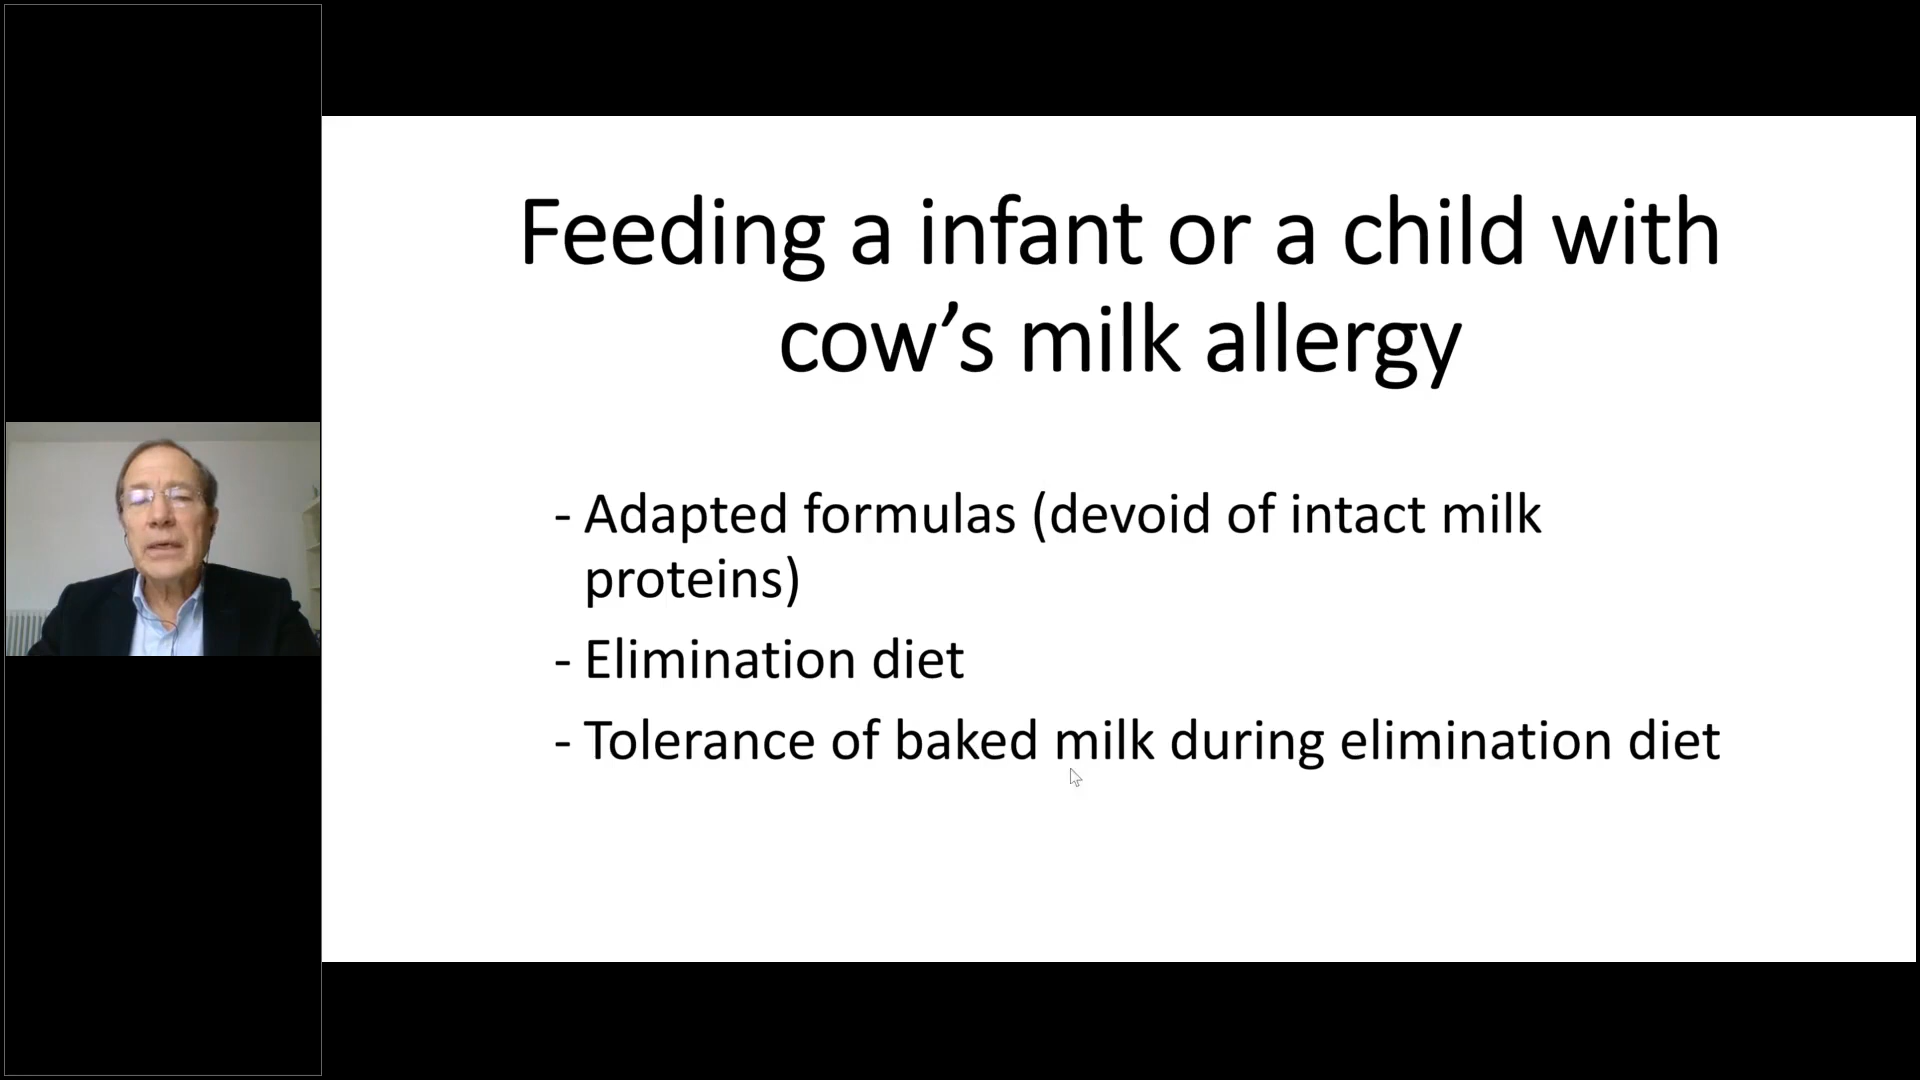 Feeding a infant or a child with
cow’s milk allergy
- Adapted formulas (devoid of intact milk
proteins)
- Elimination diet
- Tolerance of baked milk during elimination diet